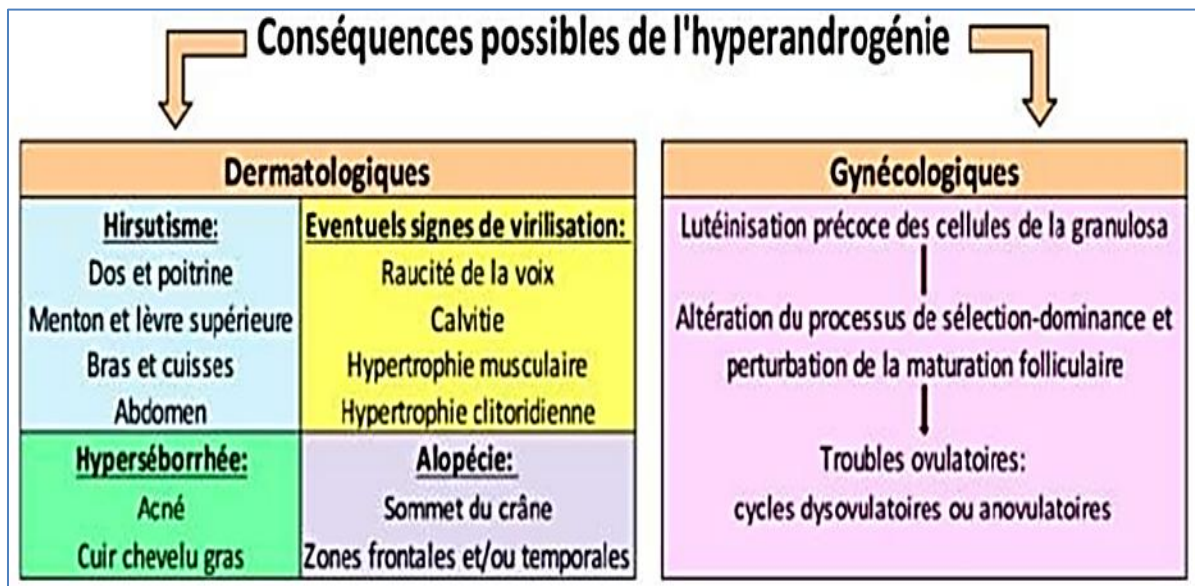 Conséquences possibles de l'hyperandrogénie
Dermatologiques
Hirsutisme:
Dos et poitrine
Menton et lèvre supérieure
Bras et cuisses
Abdomen
Eventuels signes de virilisation:
Raucité de la voix
Calvitie
Hypertrophie musculaire
Hypertrophie clitoridienne
Hyperséborrhée:
Acné
Cuir chevelu gras
Alopécie:
Sommet du crâne
Zones frontales et/ou temporales
Gynécologiques
Lutéinisation précoce des cellules de la granulosa
Altération du processus de sélection-dominance et
perturbation de la maturation folliculaire
Troubles ovulatoires:
cycles dysovulatoires ou anovulatoires